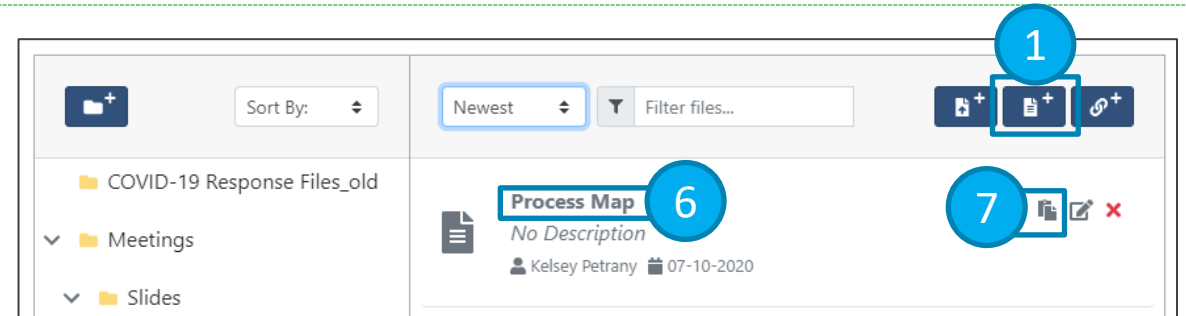 1
Sort By:
Newest
Filter files...
COVID-19 Response Files_old
Process Map
6
7
Meetings
No Description
Kelsey Petrany 07-10-2020
Slides